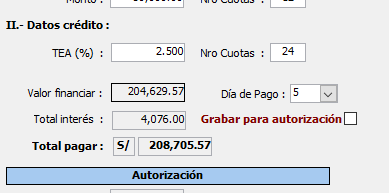 II.- Datos crédito :
TEA (%) : 2.500 Nro Cuotas : 24
Valor financiar : 204,629.57 Día de Pago : 5
Total interés : 4,076.00 Grabar para autorización
Total pagar : S/ 208,705.57
Autorización